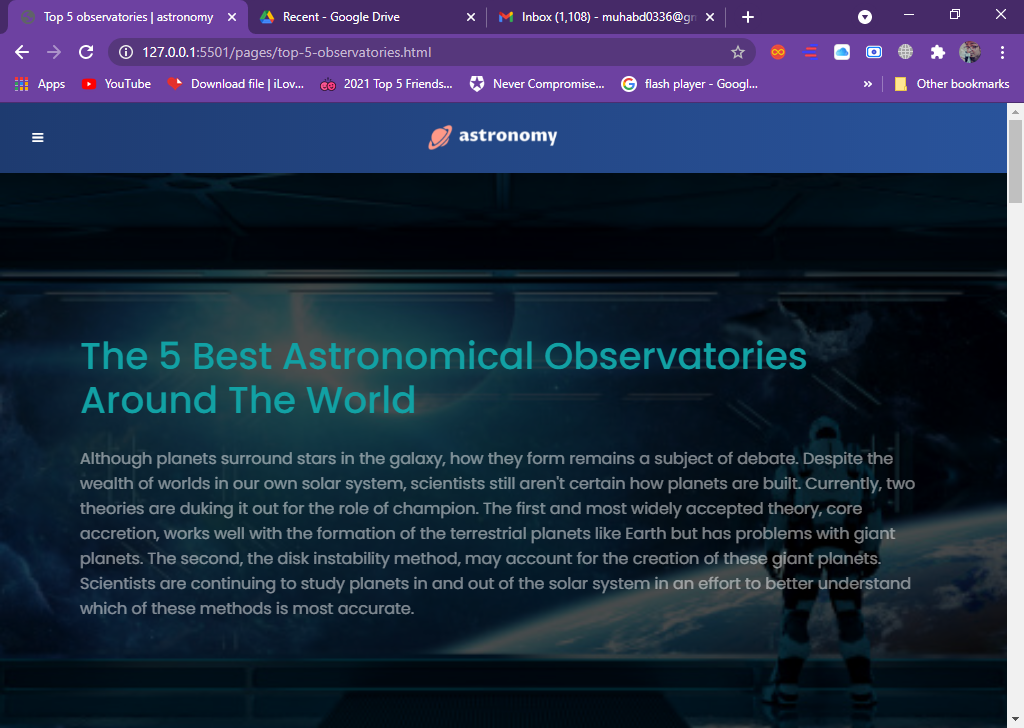 Top 5 observatories | astronomy
Recent - Google Drive
Inbox (1,108) - muhabd0336@gm
127.0.0.1:5501/pages/top-5-observatories.html
Apps
YouTube
Download file | iLov...
2021 Top 5 Friends...
Never Compromise...
flash player - Googl...
»
Other bookmarks
astronomy
The 5 Best Astronomical Observatories
Around The World
Although planets surround stars in the galaxy, how they form remains a subject of debate. Despite the
wealth of worlds in our own solar system, scientists still aren't certain how planets are built. Currently, two
theories are duking it out for the role of champion. The first and most widely accepted theory, core
accretion, works well with the formation of the terrestrial planets like Earth but has problems with giant
planets. The second, the disk instability method, may account for the creation of these giant planets.
Scientists are continuing to study planets in and out of the solar system in an effort to better understand
which of these methods is most accurate.